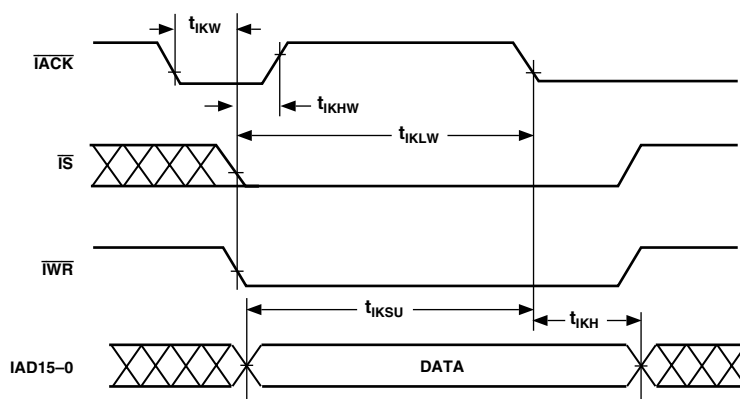 tIKW
IACK
tIKHW
tIKLW
IS
IWR
tIKSU
tIKH
IAD15–0
DATA